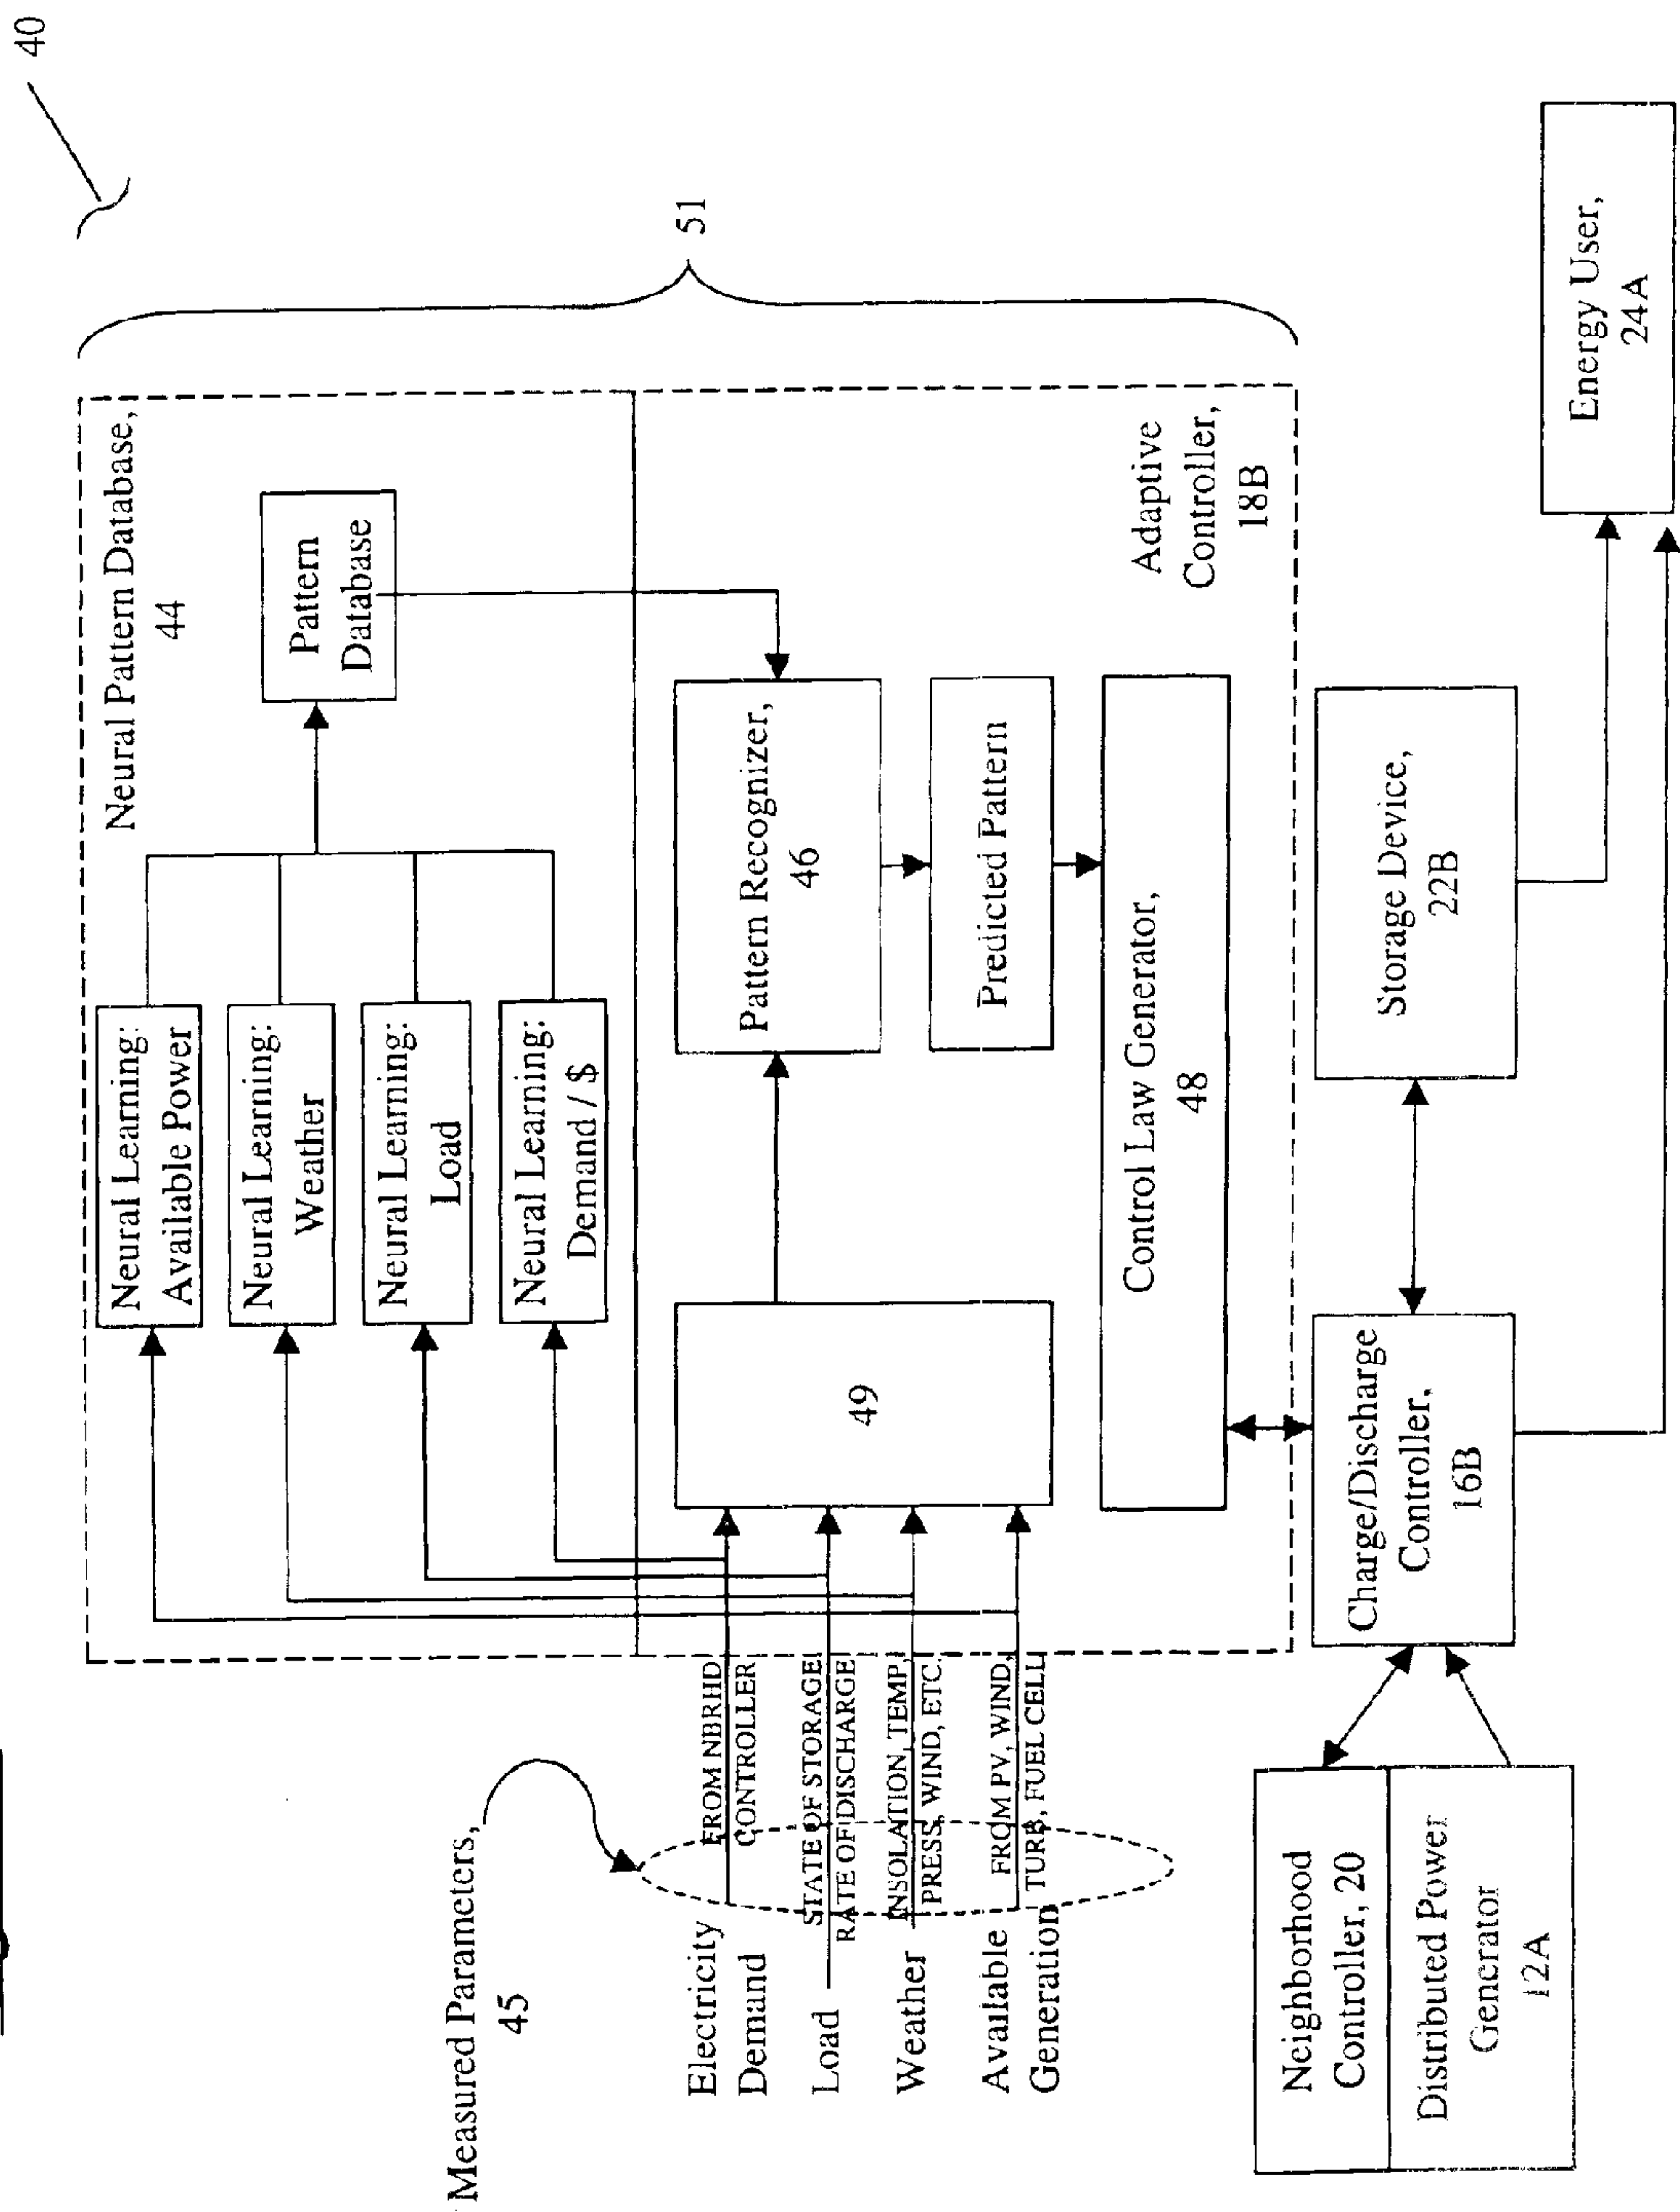 40
Neural Pattern Database,
44
Neural Learning:
Available Power
Neural Learning:
Weather
Neural Learning:
Load
Neural Learning:
Demand / $
Pattern
Database
51
Measured Parameters,
45
Electricity
Demand
FROM NBRHD
CONTROLLER
Load
STATE OF STORAGE
RATE OF DISCHARGE
Weather
INSOLATION, TEMP,
PRESS, WIND, ETC.
Available
Generation
FROM PV, WIND,
TURB, FUEL CELL
49
Pattern Recognizer,
46
Predicted Pattern
Control Law Generator,
48
Adaptive
Controller,
18B
Neighborhood
Controller, 20
Distributed Power
Generator
12A
Charge/Discharge
Controller,
16B
Storage Device,
22B
Energy User,
24A